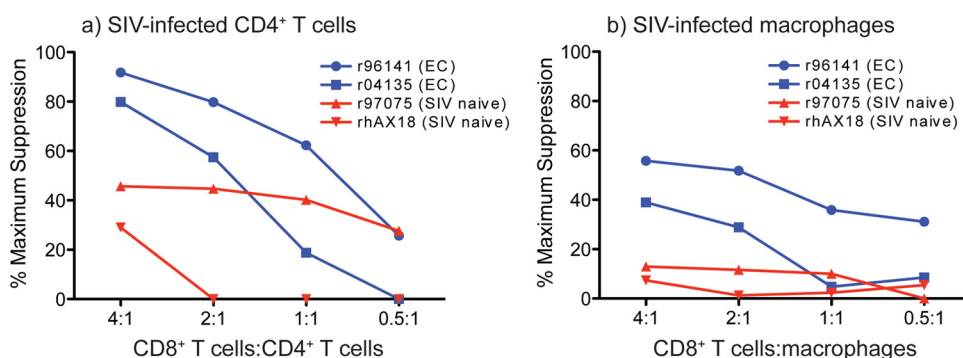 a) SIV-infected CD4⁺ T cells
100
80
60
40
20
0
% Maximum Suppression
r96141 (EC)
r04135 (EC)
r97075 (SIV naive)
rhAX18 (SIV naive)
4:1 2:1 1:1 0.5:1
CD8⁺ T cells:CD4⁺ T cells
b) SIV-infected macrophages
100
80
60
40
20
0
% Maximum Suppression
r96141 (EC)
r04135 (EC)
r97075 (SIV naive)
rhAX18 (SIV naive)
4:1 2:1 1:1 0.5:1
CD8⁺ T cells:macrophages